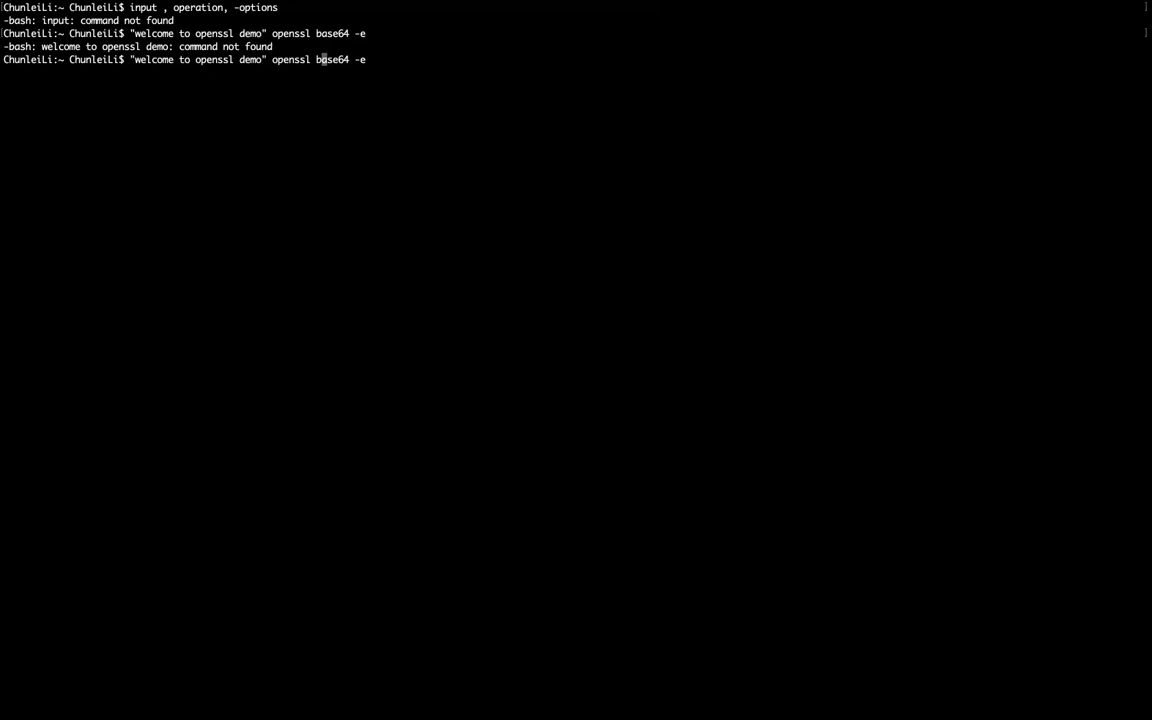 ChunleiLi:~ ChunleiLi$ input , operation, -options
-bash: input: command not found
ChunleiLi:~ ChunleiLi$ "welcome to openssl demo" openssl base64 -e
-bash: welcome to openssl demo: command not found
ChunleiLi:~ ChunleiLi$ "welcome to openssl demo" openssl base64 -e